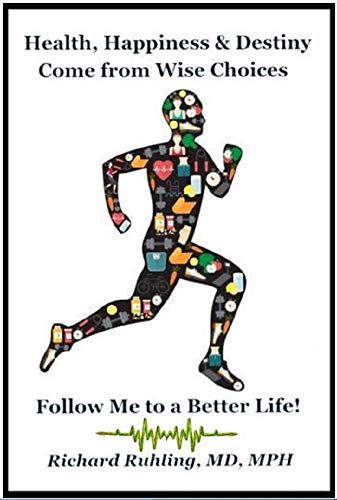 Health, Happiness & Destiny
Come from Wise Choices
Follow Me to a Better Life!
Richard Ruhling, MD, MPH